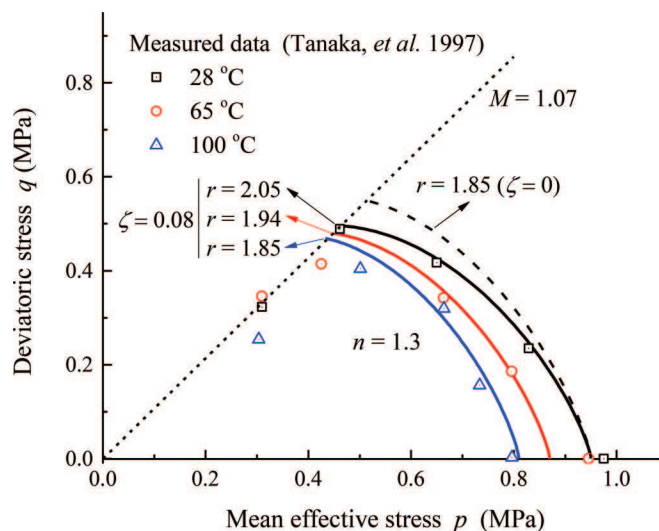 Measured data (Tanaka, et al. 1997)
28 °C
65 °C
100 °C
M = 1.07
r = 1.85 (ζ = 0)
ζ = 0.08
r = 2.05
r = 1.94
r = 1.85
n = 1.3
Deviatoric stress q (MPa)
0.8
0.6
0.4
0.2
0.0
0.0 0.2 0.4 0.6 0.8 1.0
Mean effective stress p (MPa)